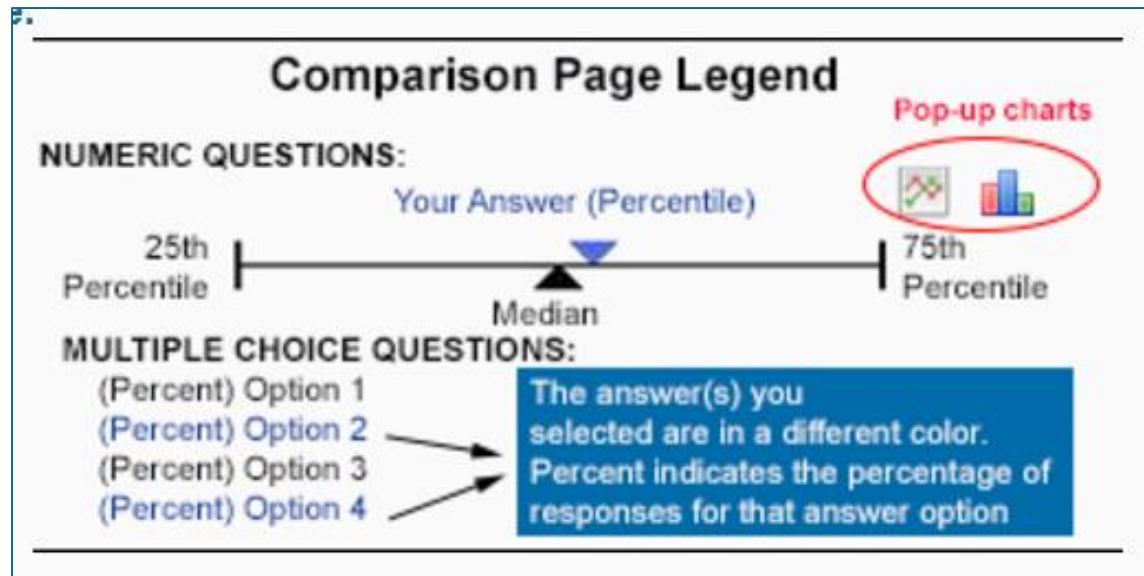 e.
Comparison Page Legend
Pop-up charts
NUMERIC QUESTIONS:
Your Answer (Percentile)
25th
Percentile
75th
Percentile
Median
MULTIPLE CHOICE QUESTIONS:
(Percent) Option 1
(Percent) Option 2
(Percent) Option 3
(Percent) Option 4
The answer(s) you
selected are in a different color.
Percent indicates the percentage of
responses for that answer option